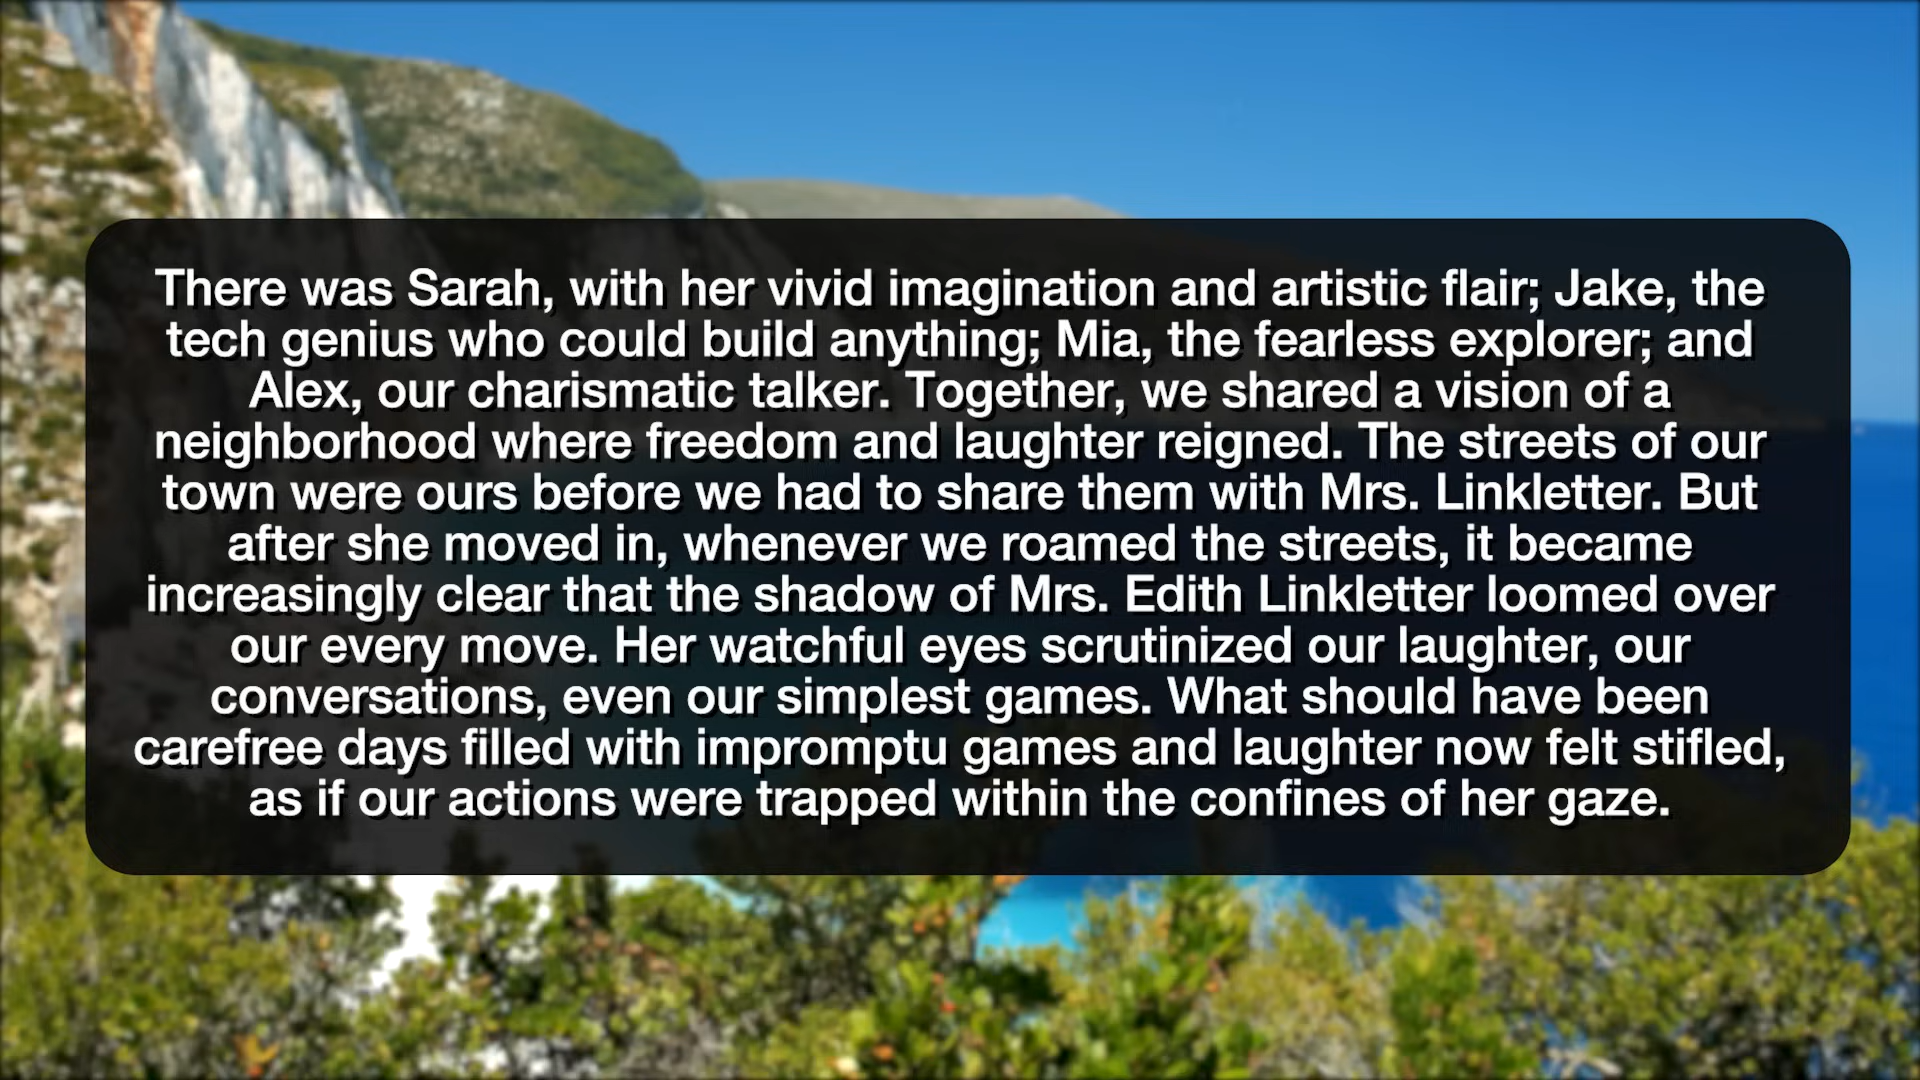 There was Sarah, with her vivid imagination and artistic flair; Jake, the
tech genius who could build anything; Mia, the fearless explorer; and
Alex, our charismatic talker. Together, we shared a vision of a
neighborhood where freedom and laughter reigned. The streets of our
town were ours before we had to share them with Mrs. Linkletter. But
after she moved in, whenever we roamed the streets, it became
increasingly clear that the shadow of Mrs. Edith Linkletter loomed over
our every move. Her watchful eyes scrutinized our laughter, our
conversations, even our simplest games. What should have been
carefree days filled with impromptu games and laughter now felt stifled,
as if our actions were trapped within the confines of her gaze.